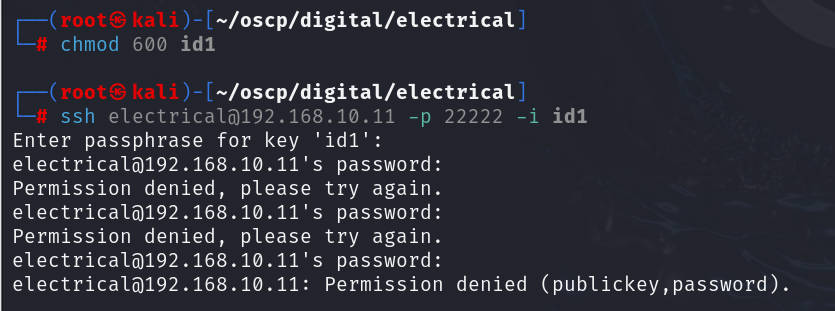 ┌──(root㉿kali)-[~/oscp/digital/electrical]
└─# chmod 600 id1
┌──(root㉿kali)-[~/oscp/digital/electrical]
└─# ssh electrical@192.168.10.11 -p 22222 -i id1
Enter passphrase for key 'id1':
electrical@192.168.10.11's password:
Permission denied, please try again.
electrical@192.168.10.11's password:
Permission denied, please try again.
electrical@192.168.10.11's password:
electrical@192.168.10.11: Permission denied (publickey,password).